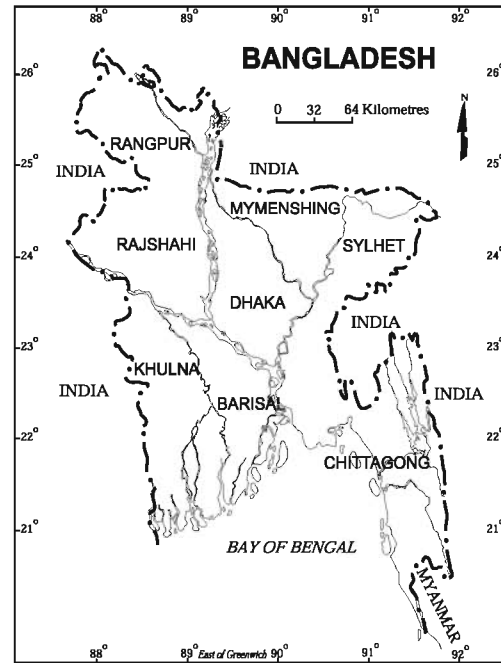 88° 89° 90° 91° 92°
BANGLADESH
26° 26°
0 32 64 Kilometres
N
RANGPUR
25° 25°
INDIA INDIA
MYMENSHING
SYLHET
RAJSHAHI
24° 24°
DHAKA
23° 23°
INDIA
KHULNA
INDIA INDIA
BARISAL
22° 22°
CHITTAGONG
21° 21°
BAY OF BENGAL
MYANMAR
East of Greenwich
88° 89° 90° 91° 92°